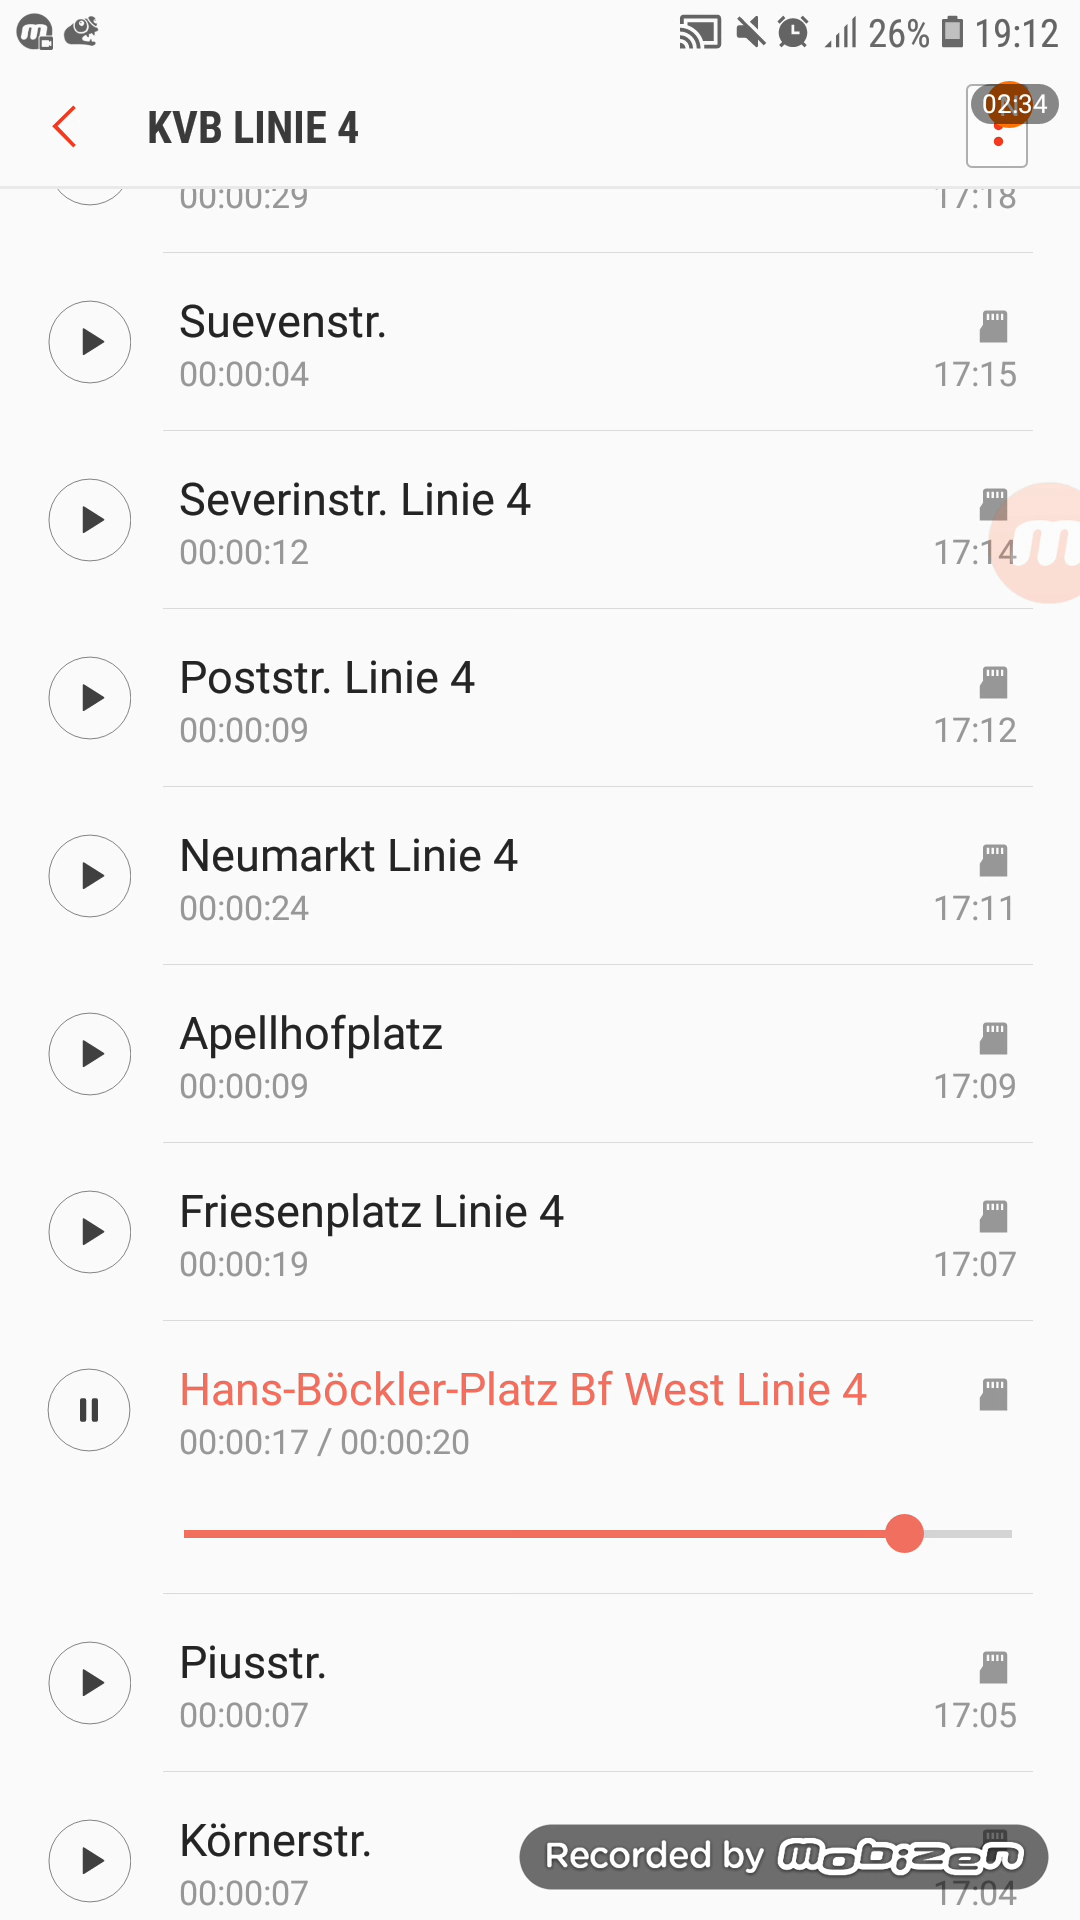 26% 19:12
KVB LINIE 4
02:34
00:00:29
17:18
Suevenstr.
00:00:04
17:15
Severinstr. Linie 4
00:00:12
17:14
m
Poststr. Linie 4
00:00:09
17:12
Neumarkt Linie 4
00:00:24
17:11
Apellhofplatz
00:00:09
17:09
Friesenplatz Linie 4
00:00:19
17:07
Hans-Böckler-Platz Bf West Linie 4
00:00:17 / 00:00:20
Piusstr.
00:00:07
17:05
Körnerstr.
Recorded by mobizen
00:00:07
17:04